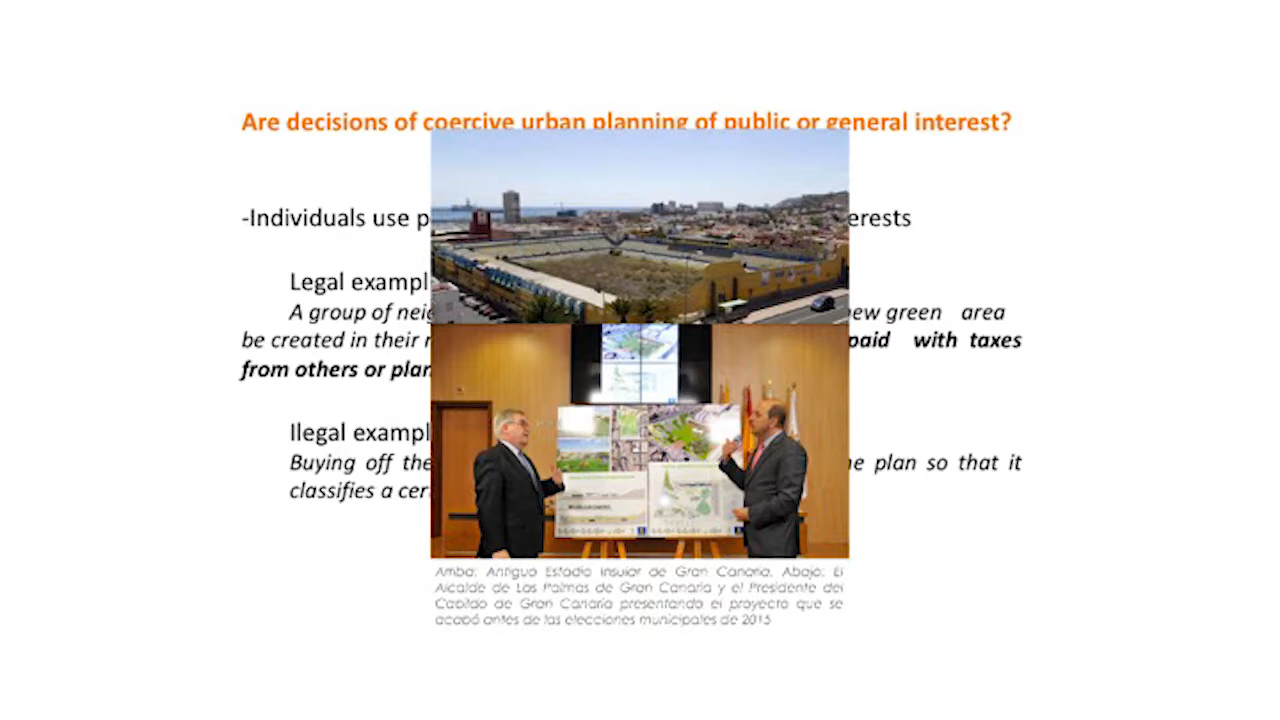 Are decisions of coercive urban planning of public or general interest?
-Individuals use p erests
Legal exampl
A group of neig new green area
be created in their r paid with taxes
from others or plan
Ilegal exampl
Buying off the he plan so that it
classifies a cer
Arriba: Antiguo Estadio Insular de Gran Canaria. Abajo: El
Alcalde de Las Palmas de Gran Canaria y el Presidente del
Cabildo de Gran Canaria presentando el proyecto que se
acabó antes de las elecciones municipales de 2015